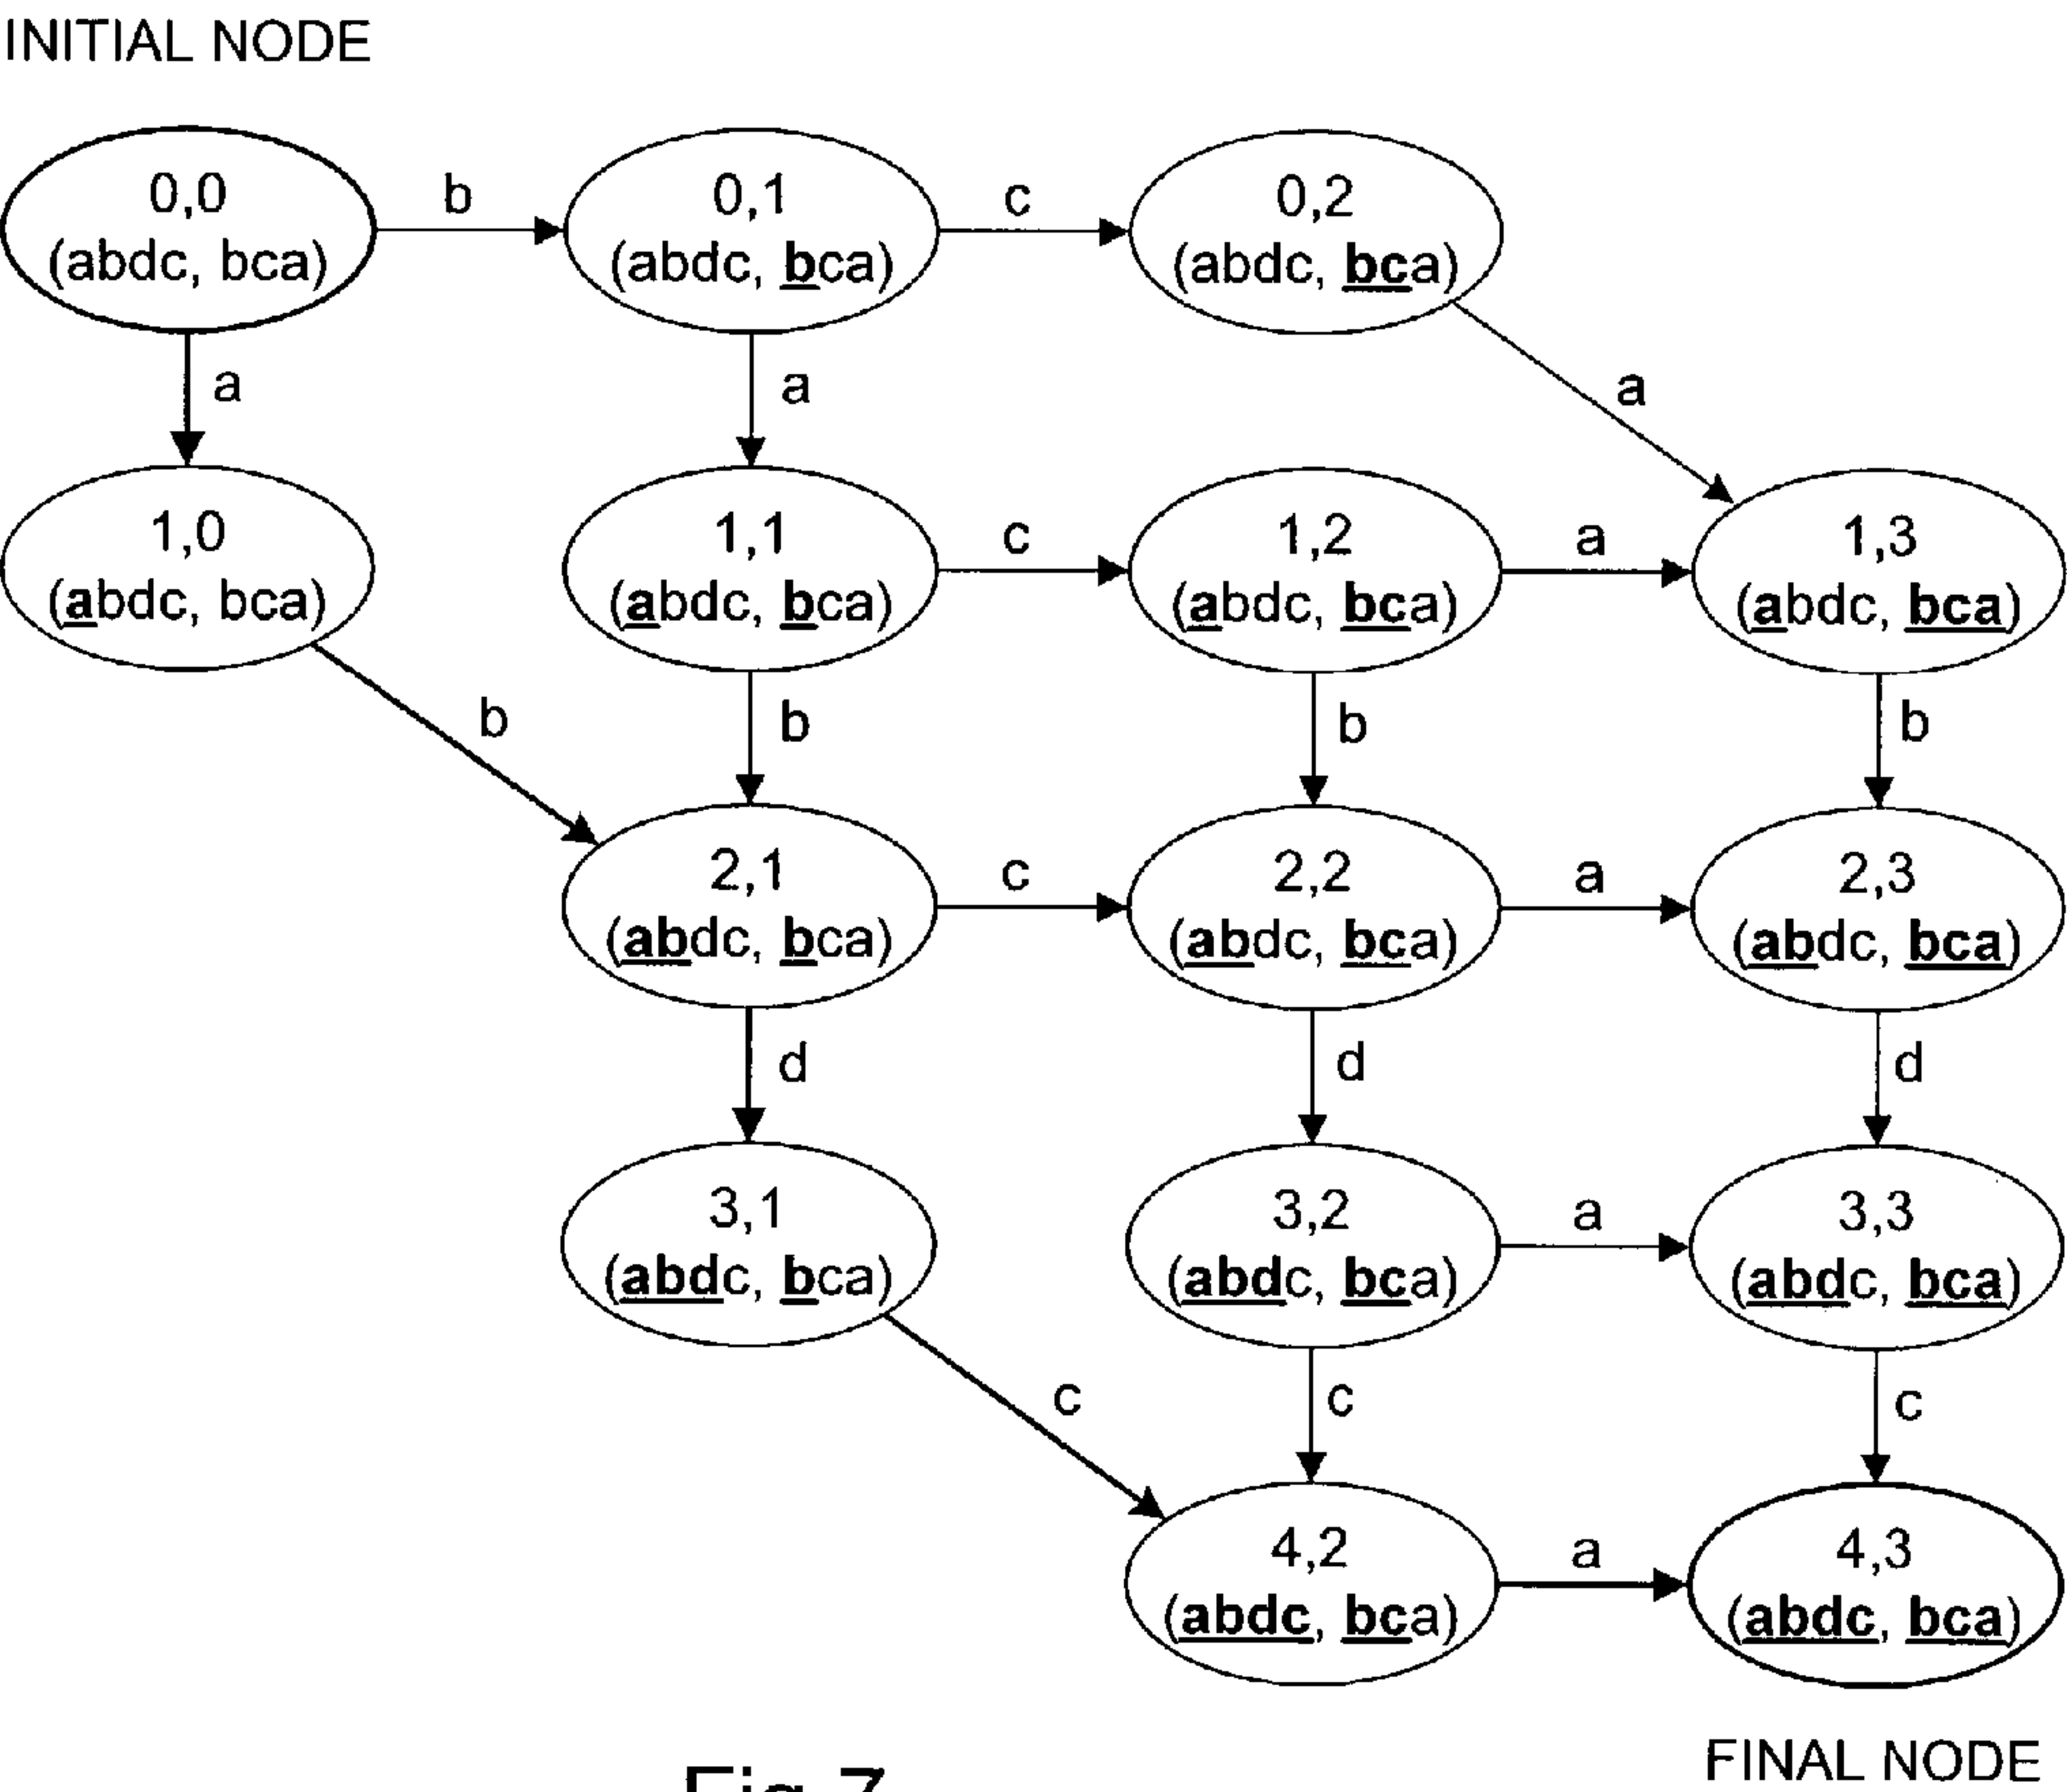 INITIAL NODE
0,0
(abdc, bca)
b
0,1
(abdc, bca)
c
0,2
(abdc, bca)
a
a
a
1,0
(abdc, bca)
1,1
(abdc, bca)
c
1,2
(abdc, bca)
a
1,3
(abdc, bca)
b
b
b
b
2,1
(abdc, bca)
c
2,2
(abdc, bca)
a
2,3
(abdc, bca)
d
d
d
3,1
(abdc, bca)
3,2
(abdc, bca)
a
3,3
(abdc, bca)
c
c
c
4,2
(abdc, bca)
a
4,3
(abdc, bca)
FINAL NODE
Fig 7